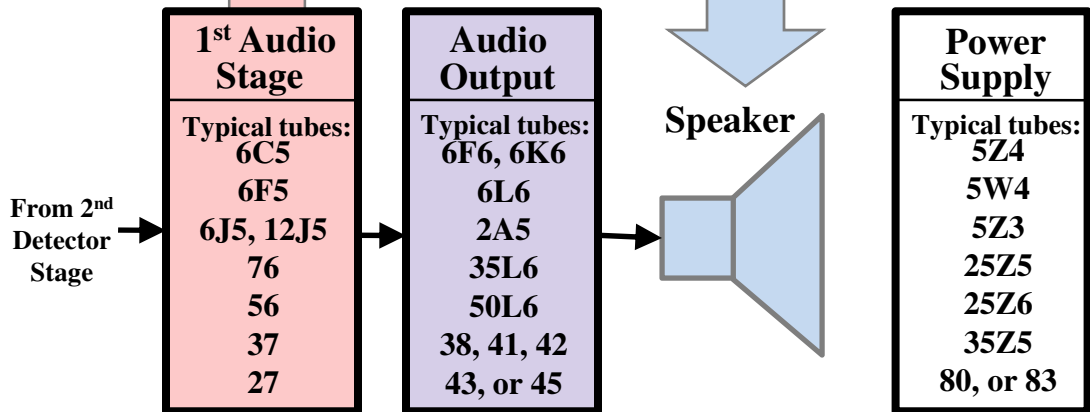 From 2nd
Detector
Stage
1st Audio
Stage
Typical tubes:
6C5
6F5
6J5, 12J5
76
56
37
27
Audio
Output
Typical tubes:
6F6, 6K6
6L6
2A5
35L6
50L6
38, 41, 42
43, or 45
Speaker
Power
Supply
Typical tubes:
5Z4
5W4
5Z3
25Z5
25Z6
35Z5
80, or 83